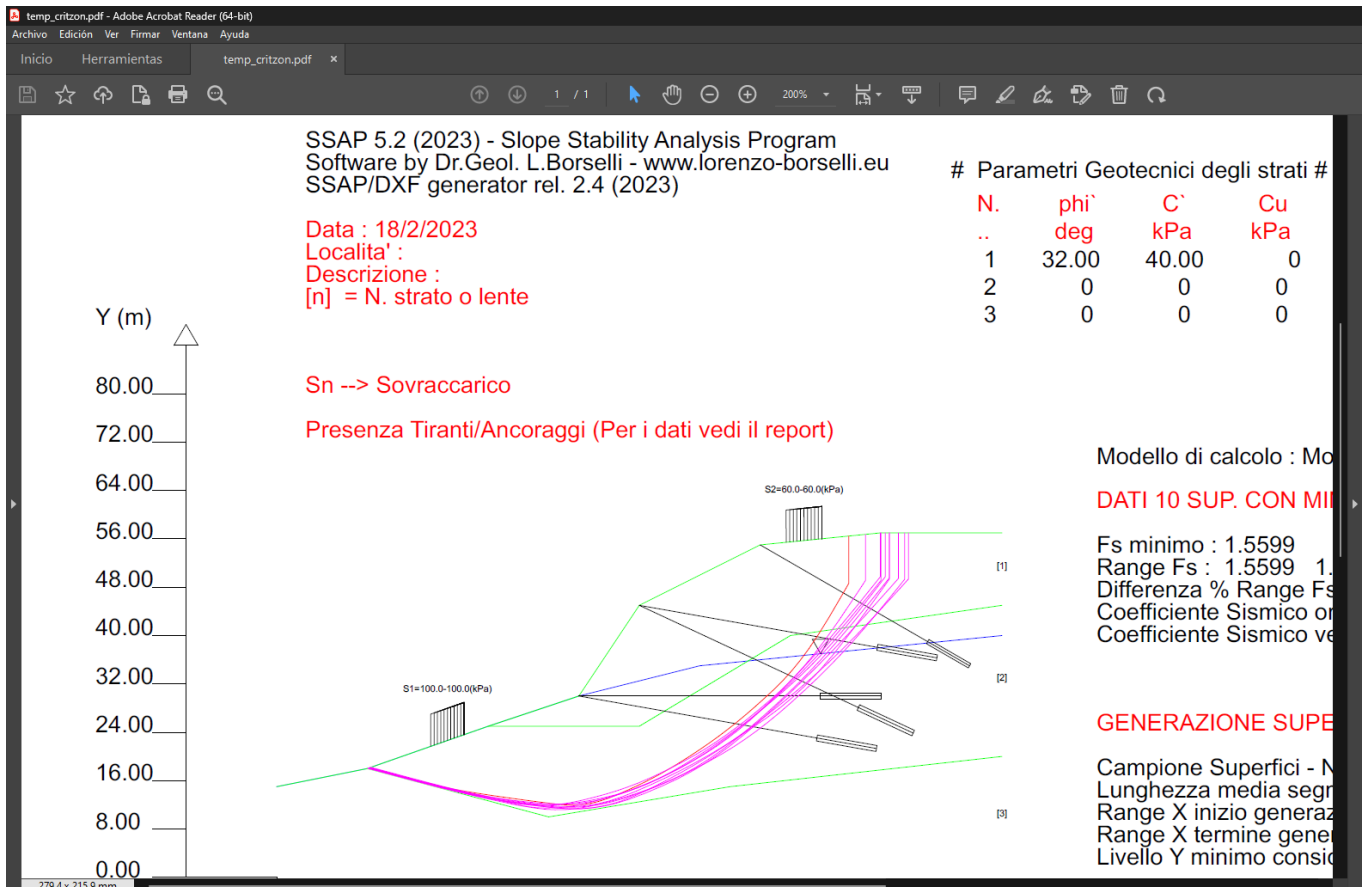 temp_critzon.pdf - Adobe Acrobat Reader (64-bit)
Archivo Edición Ver Firmar Ventana Ayuda
Inicio Herramientas temp_critzon.pdf ×
1 / 1 200%
SSAP 5.2 (2023) - Slope Stability Analysis Program
Software by Dr.Geol. L.Borselli - www.lorenzo-borselli.eu
SSAP/DXF generator rel. 2.4 (2023)
Data : 18/2/2023
Localita' :
Descrizione :
[n] = N. strato o lente
# Parametri Geotecnici degli strati #
N. phi` C` Cu
.. deg kPa kPa
1 32.00 40.00 0
2 0 0 0
3 0 0 0
Y (m)
80.00
72.00
64.00
56.00
48.00
40.00
32.00
24.00
16.00
8.00
0.00
Sn --> Sovraccarico
Presenza Tiranti/Ancoraggi (Per i dati vedi il report)
S2=60.0-60.0(kPa)
S1=100.0-100.0(kPa)
[1]
[2]
[3]
Modello di calcolo : Mo
DATI 10 SUP. CON MIN
Fs minimo : 1.5599
Range Fs : 1.5599 1.
Differenza % Range Fs
Coefficiente Sismico or
Coefficiente Sismico ve
GENERAZIONE SUPE
Campione Superfici - N
Lunghezza media segr
Range X inizio generaz
Range X termine gene
Livello Y minimo consid
279.4 x 215.9 mm